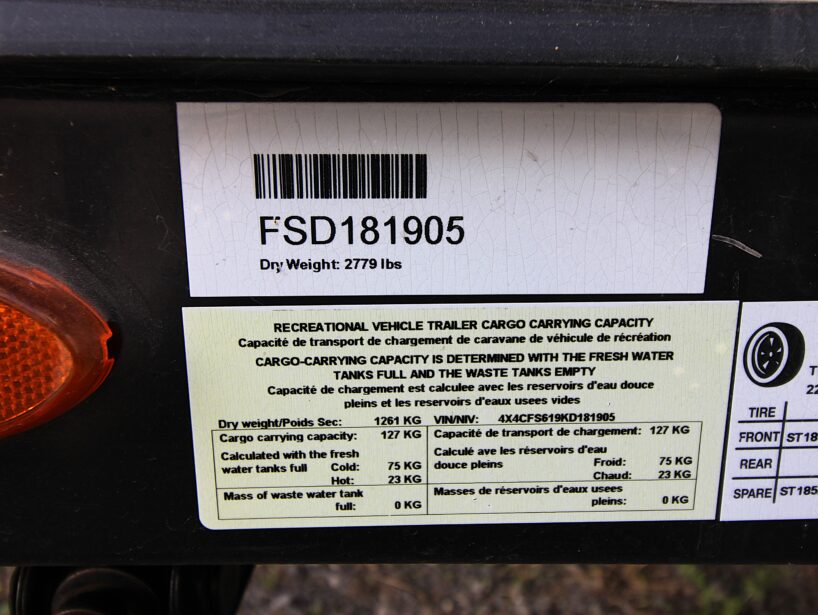 FSD181905
Dry Weight: 2779 lbs
RECREATIONAL VEHICLE TRAILER CARGO CARRYING CAPACITY
Capacité de transport de chargement de caravane de véhicule de récréation
CARGO-CARRYING CAPACITY IS DETERMINED WITH THE FRESH WATER
TANKS FULL AND THE WASTE TANKS EMPTY
Capacité de chargement est calculee avec les reservoirs d'eau douce
pleins et les reservoirs d'eaux usees vides
Dry weight/Poids Sec: 1261 KG VIN/NIV: 4X4CFS619KD181905
Cargo carrying capacity: 127 KG Capacité de transport de chargement: 127 KG
Calculated with the fresh Calculé ave les réservoirs d'eau
water tanks full Cold: 75 KG douce pleins Froid: 75 KG
Hot: 23 KG Chaud: 23 KG
Mass of waste water tank Masses de réservoirs d'eaux usees
full: 0 KG pleins: 0 KG
TIRE
FRONT ST18
REAR
SPARE ST185